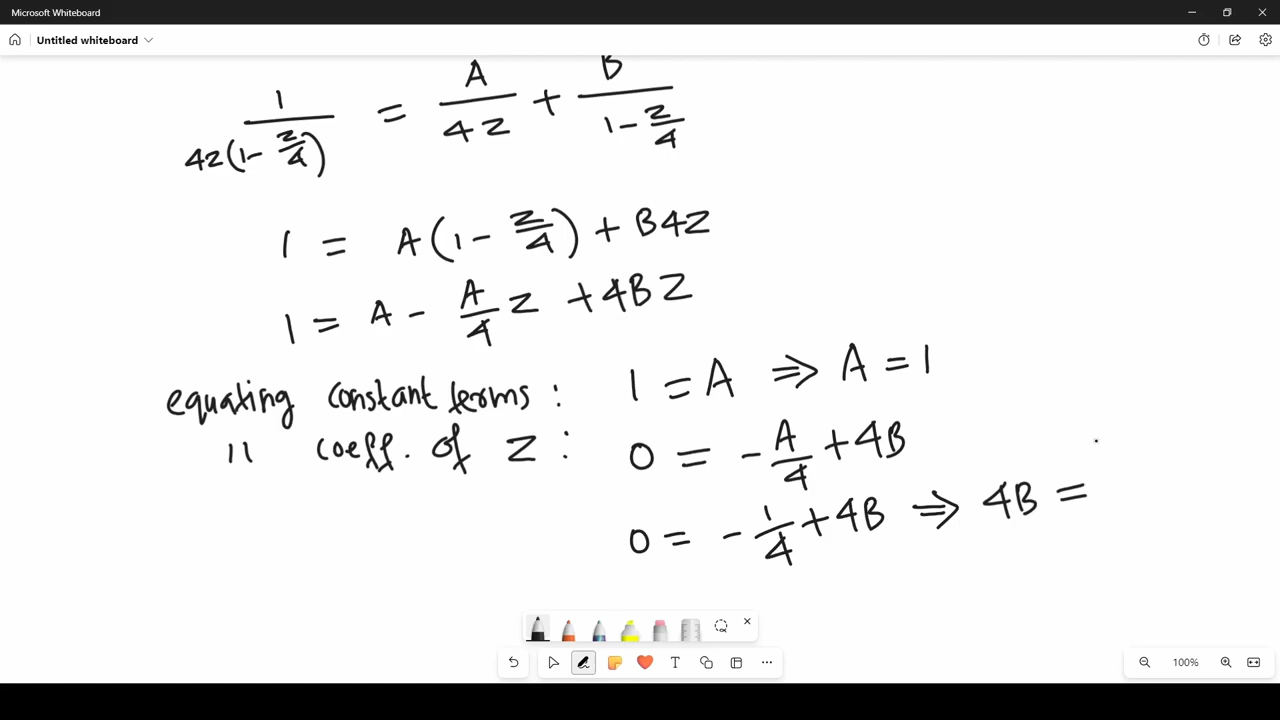 Microsoft Whiteboard
Untitled whiteboard
1/(4z(1 - z/4)) = A/(4z) + B/(1 - z/4)
1 = A(1 - z/4) + B4z
1 = A - A/4 z + 4Bz
equating constant terms : 1 = A ⇒ A = 1
" coeff. of z : 0 = - A/4 + 4B
0 = - 1/4 + 4B ⇒ 4B =
100%